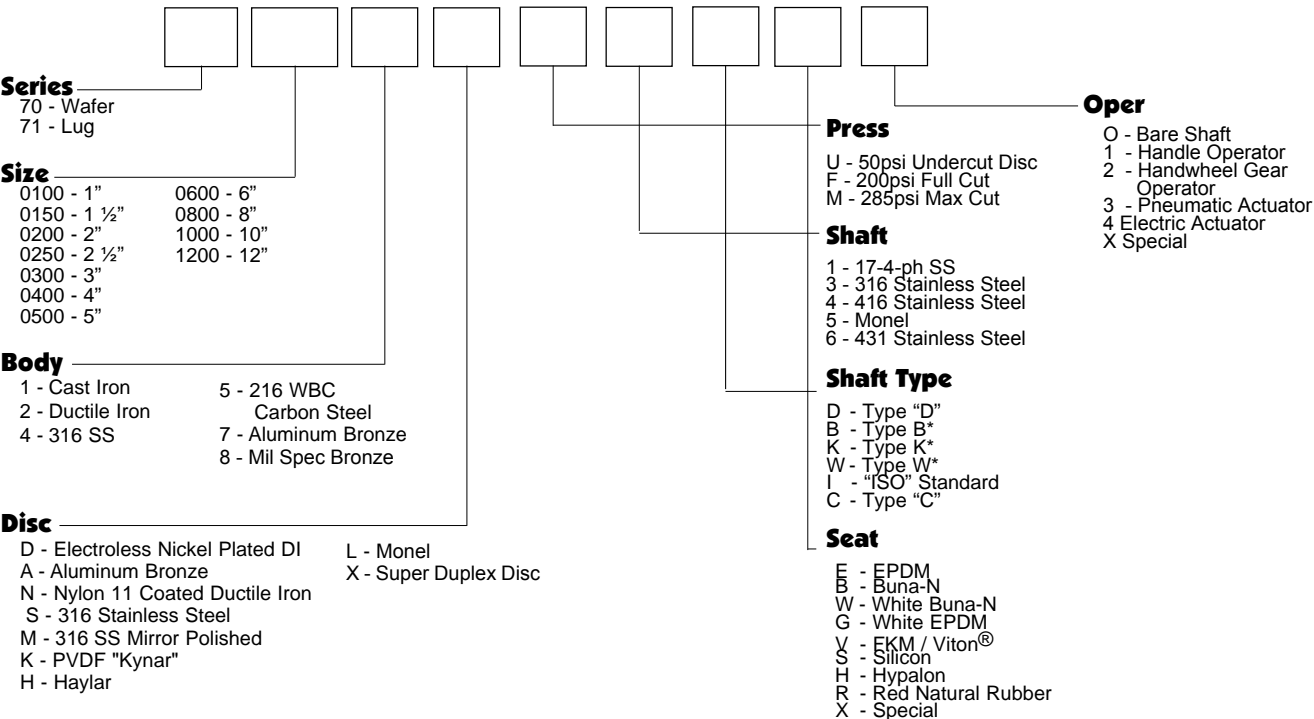 Series
70 - Wafer
71 - Lug
Size
0100 - 1”
0150 - 1 ½”
0200 - 2”
0250 - 2 ½”
0300 - 3”
0400 - 4”
0500 - 5”
0600 - 6”
0800 - 8”
1000 - 10”
1200 - 12”
Body
1 - Cast Iron
2 - Ductile Iron
4 - 316 SS
5 - 216 WBC
Carbon Steel
7 - Aluminum Bronze
8 - Mil Spec Bronze
Disc
D - Electroless Nickel Plated DI
A - Aluminum Bronze
N - Nylon 11 Coated Ductile Iron
S - 316 Stainless Steel
M - 316 SS Mirror Polished
K - PVDF "Kynar"
H - Haylar
L - Monel
X - Super Duplex Disc
Press
U - 50psi Undercut Disc
F - 200psi Full Cut
M - 285psi Max Cut
Shaft
1 - 17-4-ph SS
3 - 316 Stainless Steel
4 - 416 Stainless Steel
5 - Monel
6 - 431 Stainless Steel
Shaft Type
D - Type “D”
B - Type B*
K - Type K*
W - Type W*
I - “ISO” Standard
C - Type “C”
Seat
E - EPDM
B - Buna-N
W - White Buna-N
G - White EPDM
V - FKM / Viton®
S - Silicon
H - Hypalon
R - Red Natural Rubber
X - Special
Oper
O - Bare Shaft
1 - Handle Operator
2 - Handwheel Gear
Operator
3 - Pneumatic Actuator
4 Electric Actuator
X Special